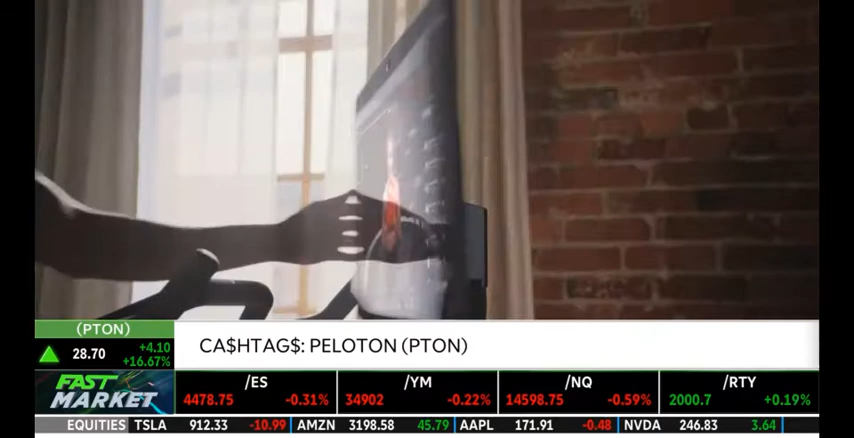 (PTON)
28.70
+4.10
+16.67%
CA$HTAG$: PELOTON (PTON)
FAST
MARKET
/ES
4478.75 -0.31%
/YM
34902 -0.22%
/NQ
14598.75 -0.59%
/RTY
2000.7 +0.19%
EQUITIES TSLA 912.33 -10.99 AMZN 3198.58 45.79 AAPL 171.91 -0.48 NVDA 246.83 3.64